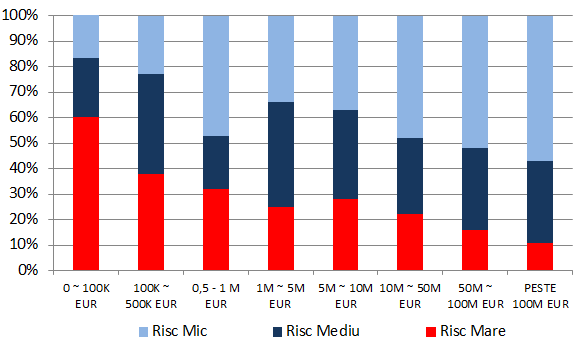 100%
90%
80%
70%
60%
50%
40%
30%
20%
10%
0%
0 ~ 100K
EUR
100K ~
500K EUR
0,5 - 1 M
EUR
1M ~ 5M
EUR
5M ~ 10M
EUR
10M ~ 50M
EUR
50M ~
100M EUR
PESTE
100M EUR
Risc Mic
Risc Mediu
Risc Mare